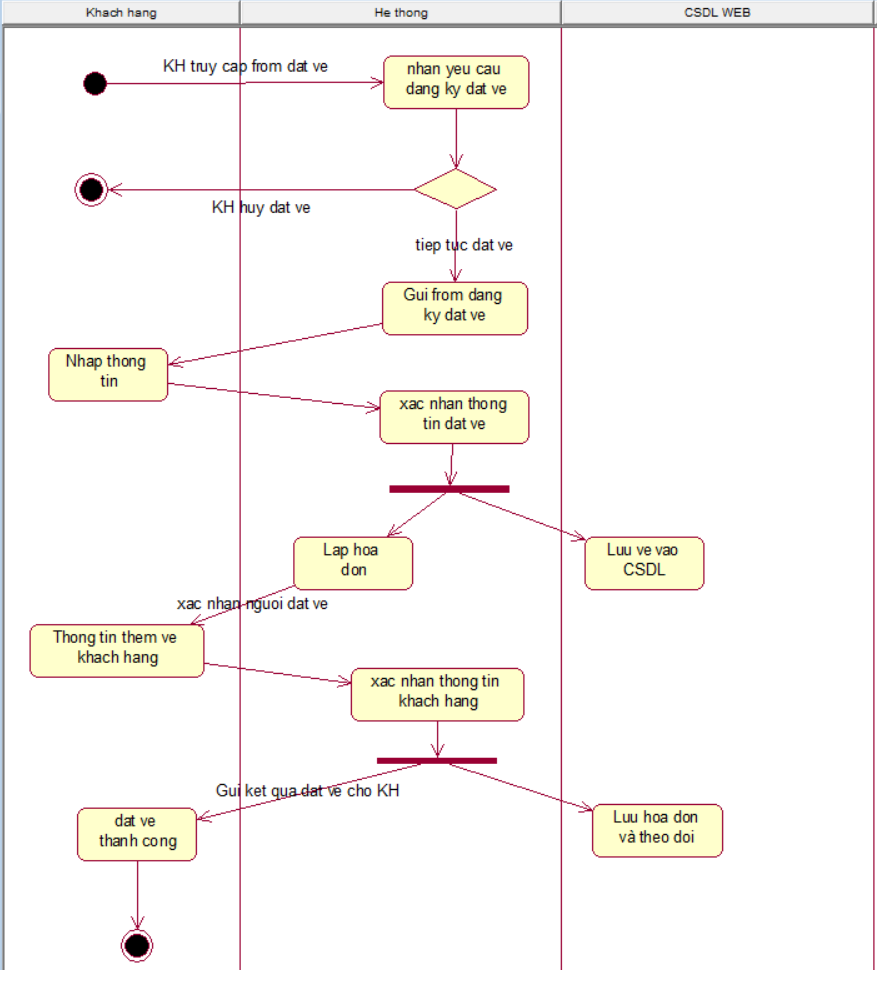 Khach hang
He thong
CSDL WEB
KH truy cap from dat ve
nhan yeu cau
dang ky dat ve
KH huy dat ve
tiep tuc dat ve
Gui from dang
ky dat ve
Nhap thong
tin
xac nhan thong
tin dat ve
Lap hoa
don
Luu ve vao
CSDL
xac nhan nguoi dat ve
Thong tin them ve
khach hang
xac nhan thong tin
khach hang
Gui ket qua dat ve cho KH
dat ve
thanh cong
Luu hoa don
và theo doi